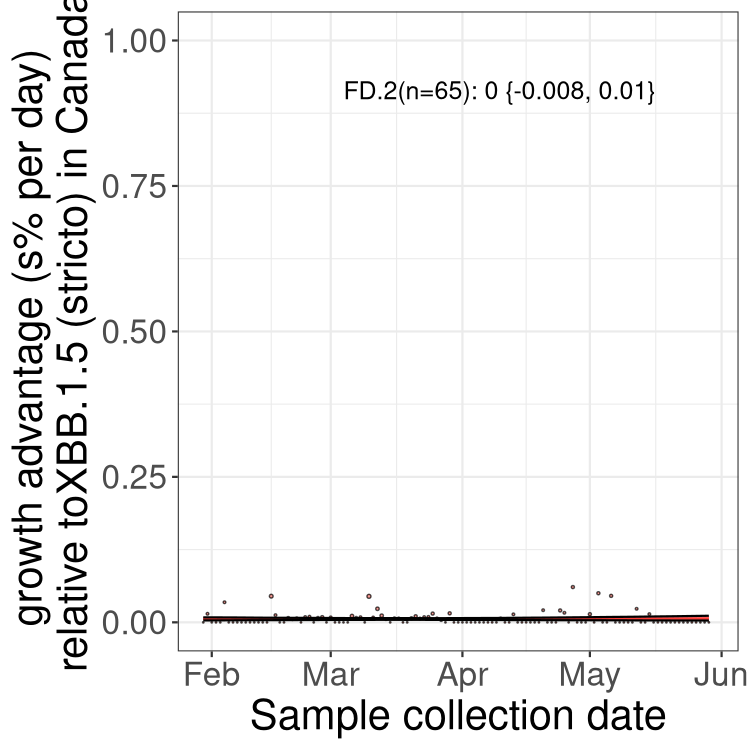 growth advantage (s% per day)
relative toXBB.1.5 (stricto) in Canada
1.00
0.75
0.50
0.25
0.00
FD.2(n=65): 0 {-0.008, 0.01}
Feb Mar Apr May Jun
Sample collection date